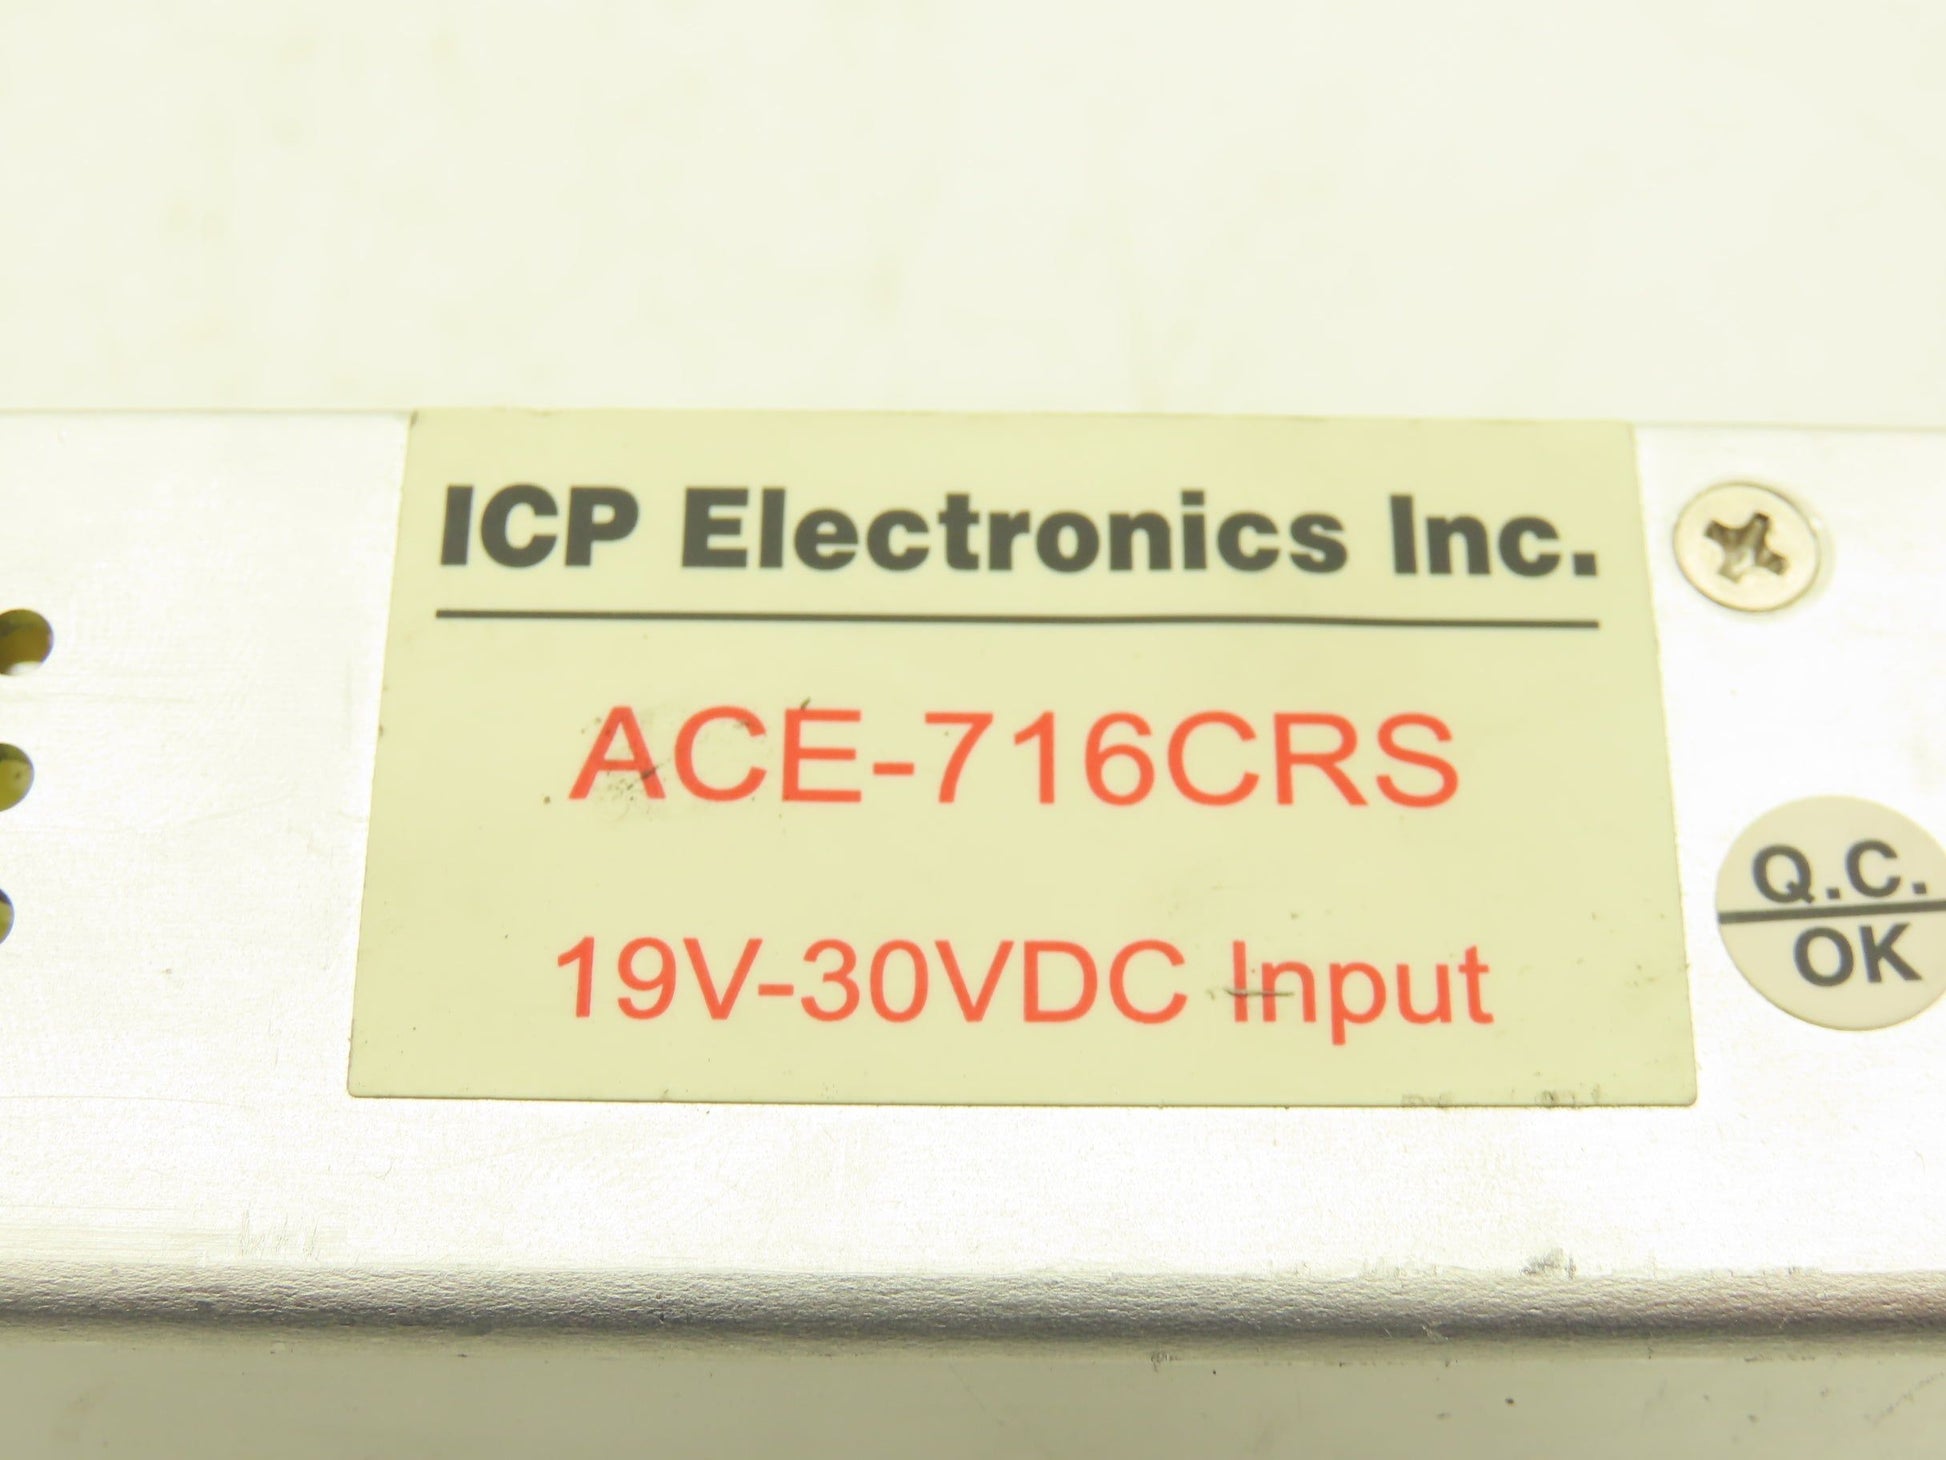 ICP Electronics Inc.
ACE-716CRS
19V-30VDC Input
Q.C.
OK